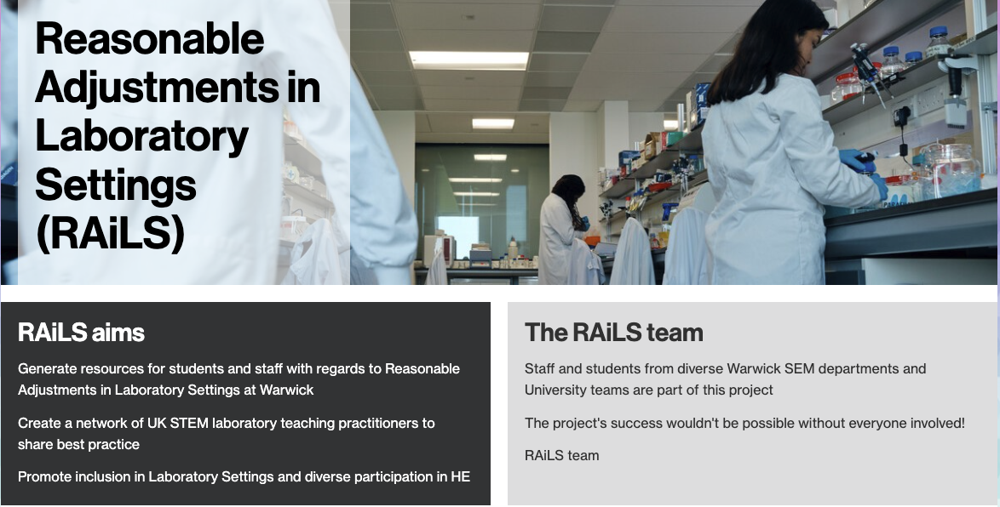 Reasonable
Adjustments in
Laboratory
Settings
(RAiLS)
RAiLS aims
Generate resources for students and staff with regards to Reasonable
Adjustments in Laboratory Settings at Warwick
Create a network of UK STEM laboratory teaching practitioners to
share best practice
Promote inclusion in Laboratory Settings and diverse participation in HE
The RAiLS team
Staff and students from diverse Warwick SEM departments and
University teams are part of this project
The project's success wouldn't be possible without everyone involved!
RAiLS team